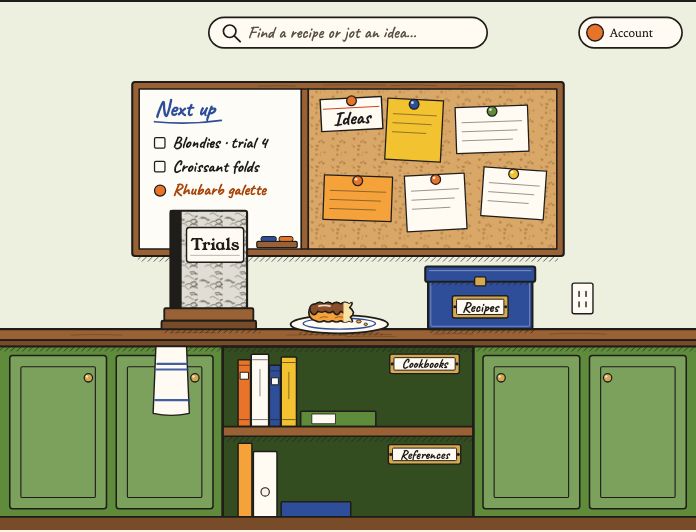 Find a recipe or jot an idea...
Account
Next up
Blondies · trial 4
Croissant folds
Rhubarb galette
Ideas
Trials
Recipes
Cookbooks
References